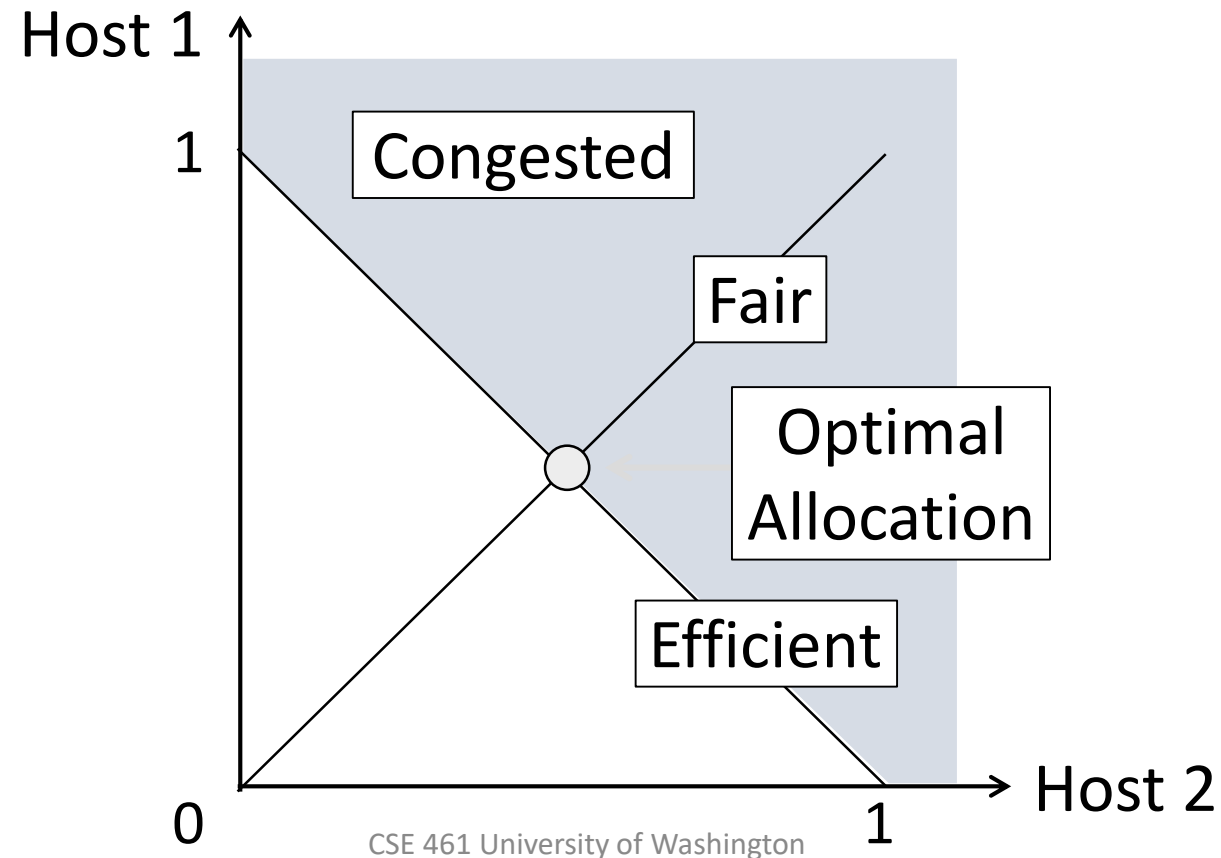 Host 1
1
Congested
Fair
Optimal
Allocation
Efficient
Host 2
0
1
CSE 461 University of Washington